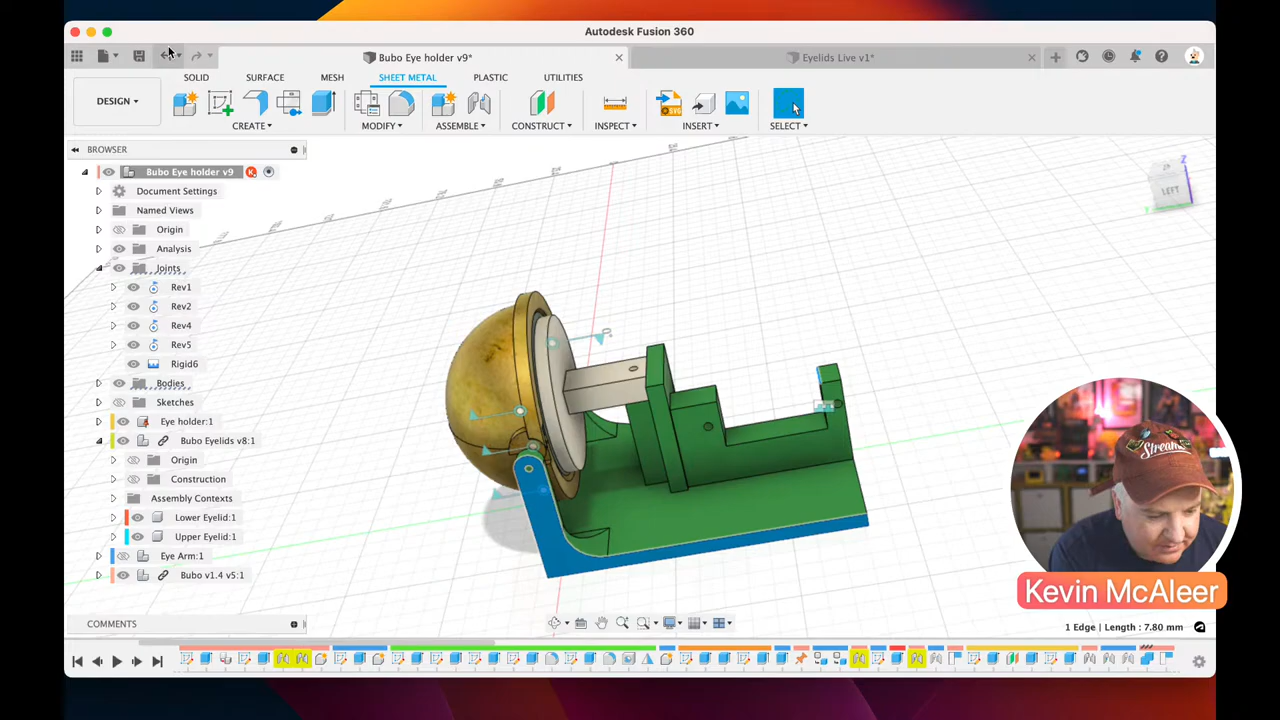 Autodesk Fusion 360
Bubo Eye holder v9*
Eyelids Live v1*
SOLID SURFACE MESH SHEET METAL PLASTIC UTILITIES
DESIGN
CREATE MODIFY ASSEMBLE CONSTRUCT INSPECT INSERT SELECT
BROWSER
Bubo Eye holder v9
Document Settings
Named Views
Origin
Analysis
Joints
Rev1
Rev2
Rev4
Rev5
Rigid6
Bodies
Sketches
Eye holder:1
Bubo Eyelids v8:1
Origin
Construction
Assembly Contexts
Lower Eyelid:1
Upper Eyelid:1
Eye Arm:1
Bubo v1.4 v5:1
COMMENTS
LEFT
Z
Streams
Kevin McAleer
1 Edge | Length : 7.80 mm